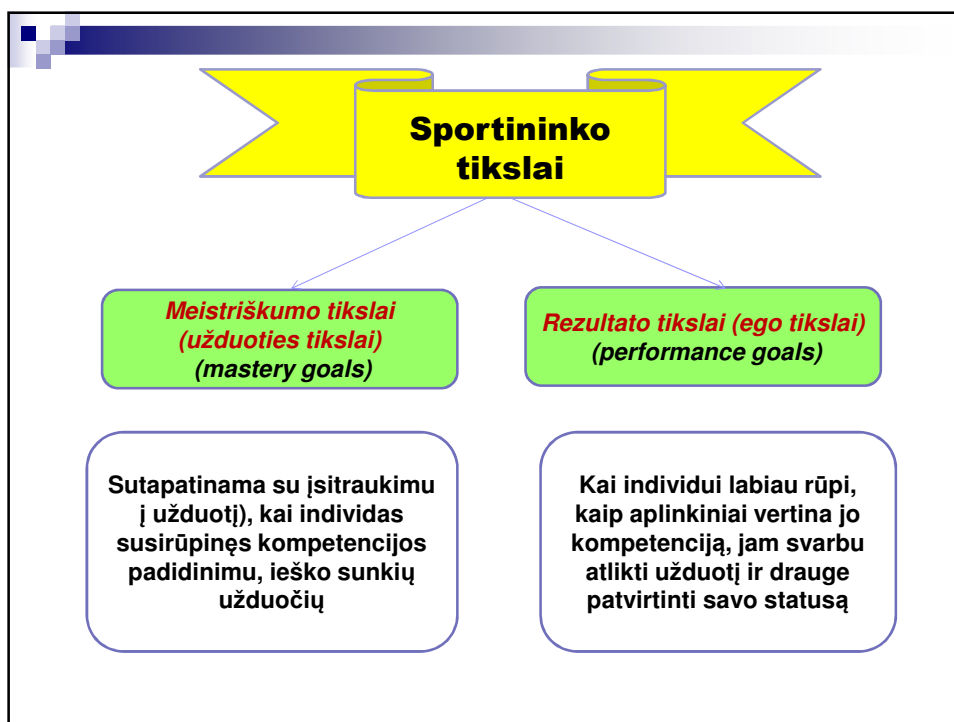 Sportininko
tikslai
Meistriškumo tikslai
(užduoties tikslai)
(mastery goals)
Rezultato tikslai (ego tikslai)
(performance goals)
Sutapatinama su įsitraukimu
į užduotį), kai individas
susirūpinęs kompetencijos
padidinimu, ieško sunkių
užduočių
Kai individui labiau rūpi,
kaip aplinkiniai vertina jo
kompetenciją, jam svarbu
atlikti užduotį ir drauge
patvirtinti savo statusą